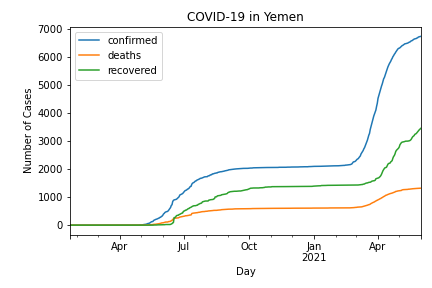 COVID-19 in Yemen
7000
6000
5000
4000
3000
2000
1000
0
Number of Cases
confirmed
deaths
recovered
Apr
Jul
Oct
Jan
2021
Apr
Day